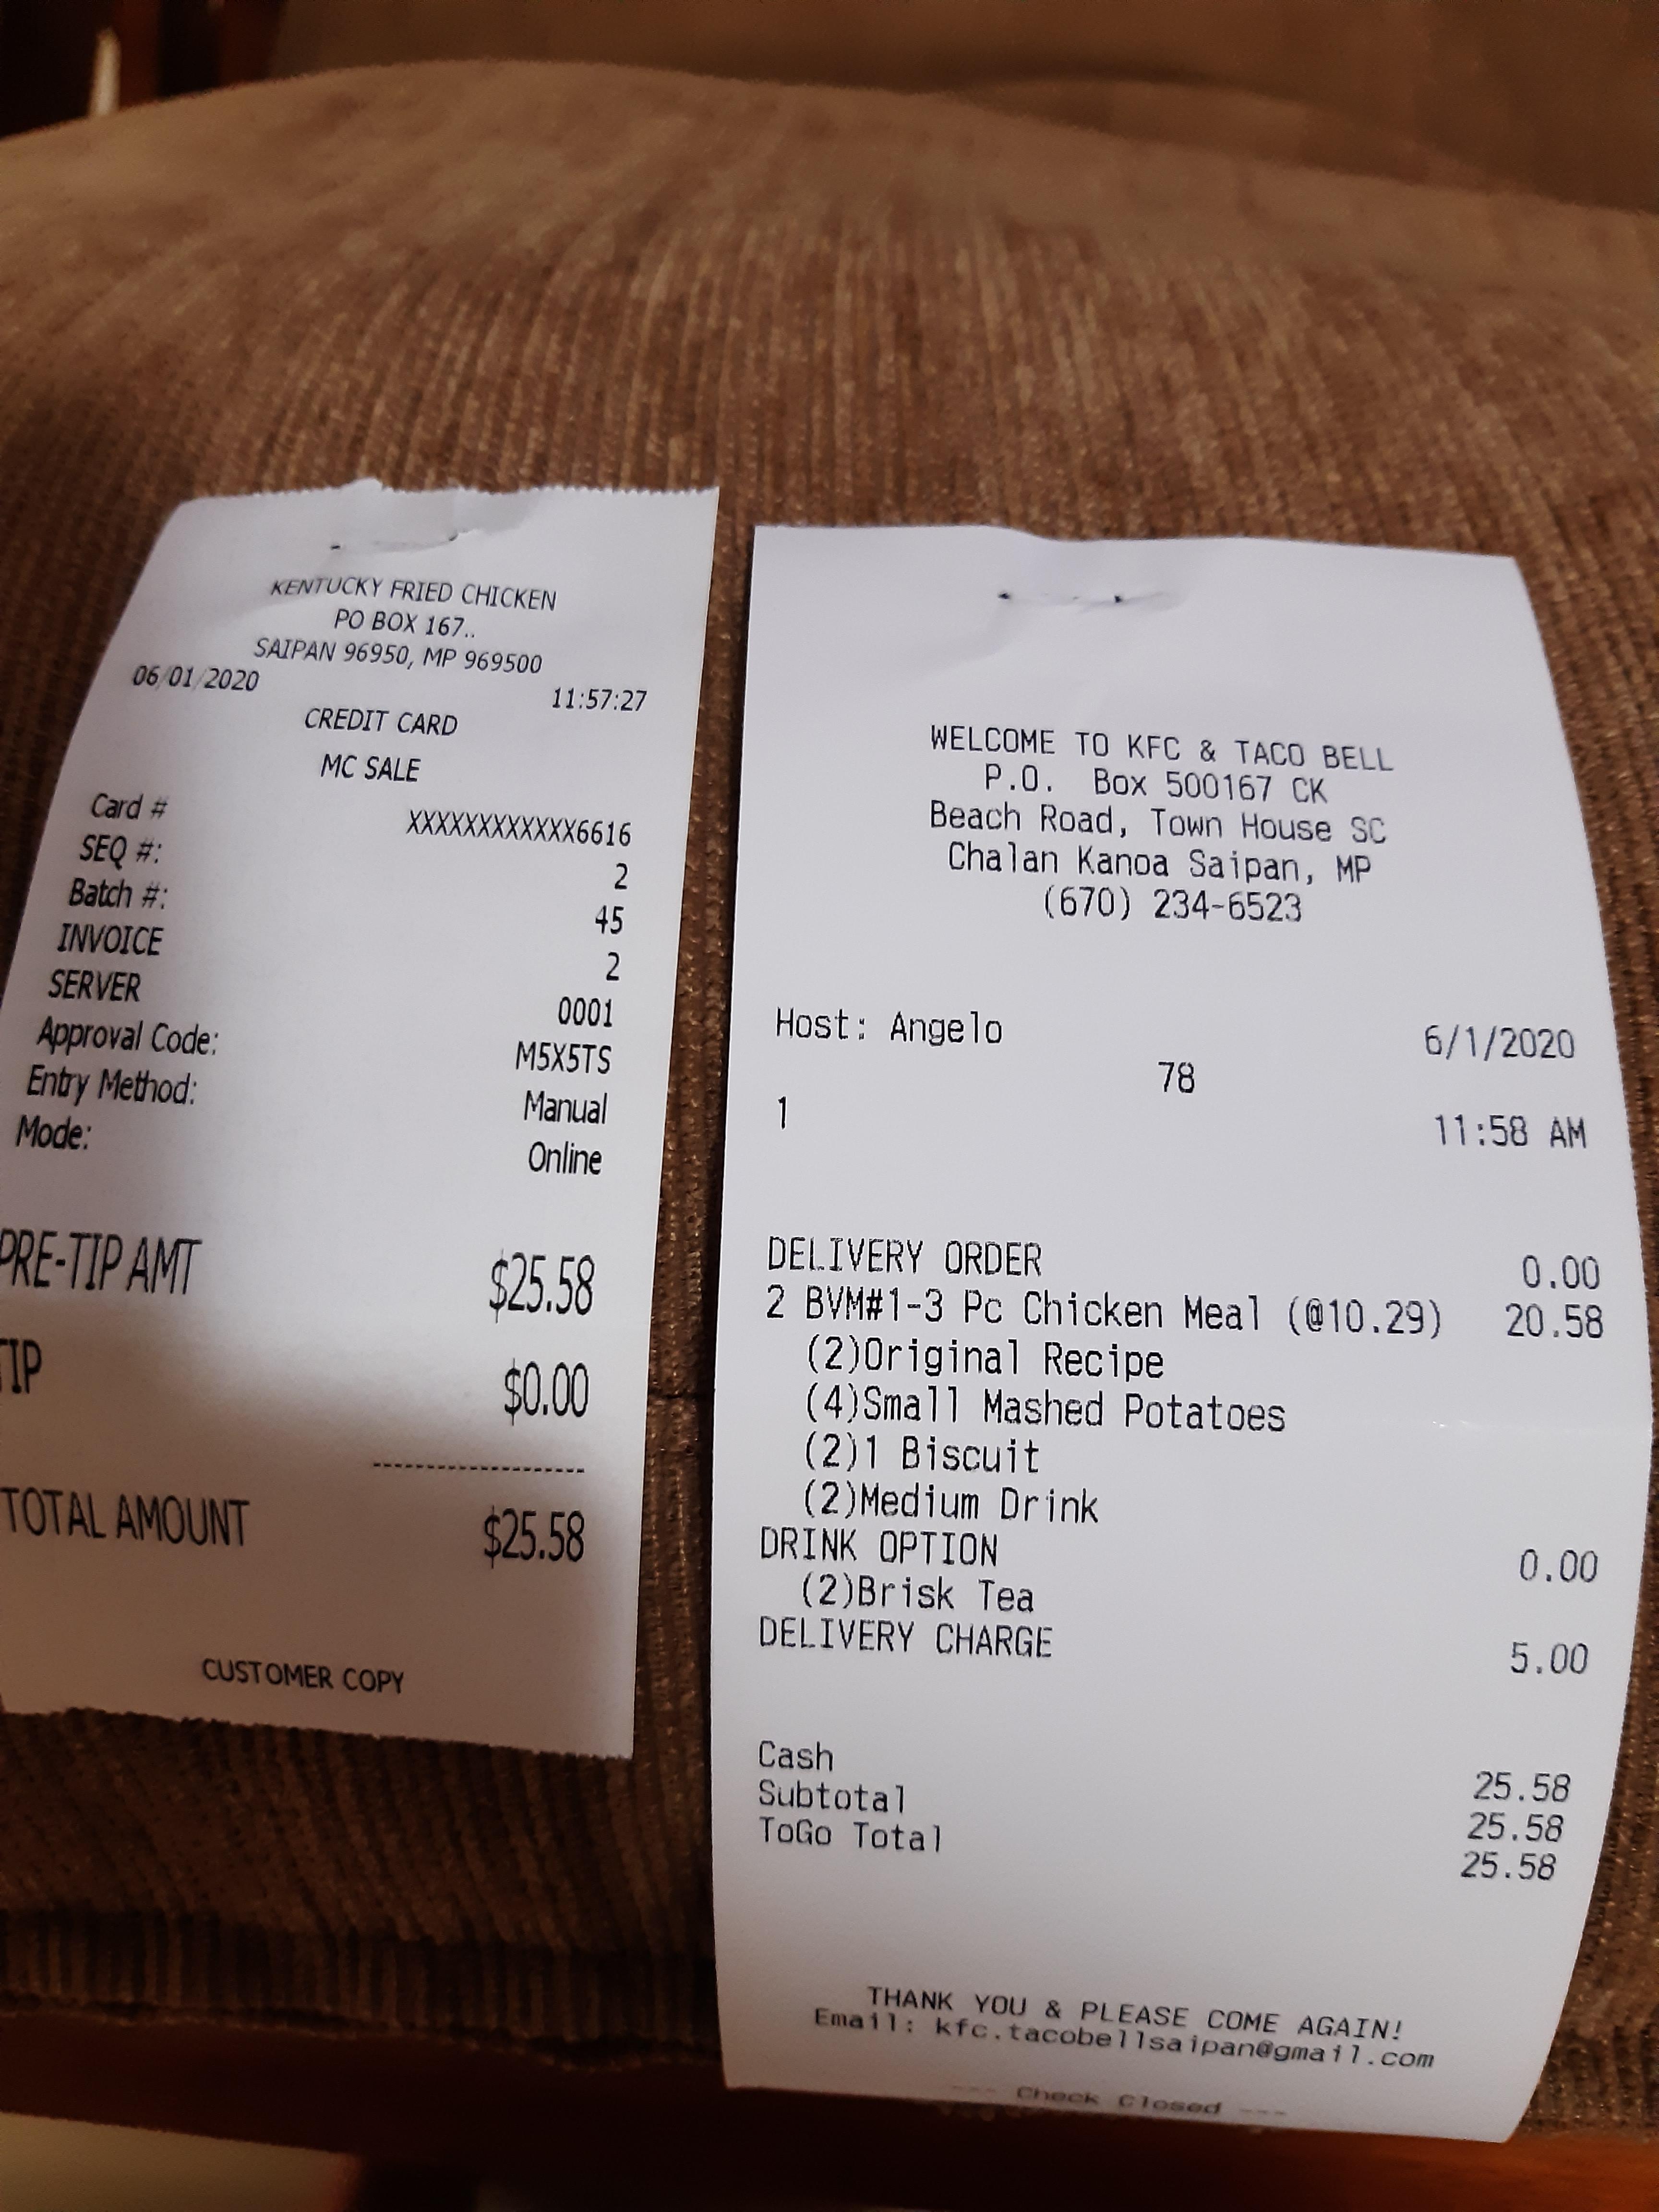 KENTUCKY FRIED CHICKEN
PO BOX 167..
SAIPAN 96950, MP 969500
06/01/2020 11:57:27
CREDIT CARD
MC SALE
Card # XXXXXXXXXXXX6616
SEQ #: 2
Batch #: 45
INVOICE 2
SERVER 0001
Approval Code: M5X5TS
Entry Method: Manual
Mode: Online
PRE-TIP AMT $25.58
TIP $0.00
TOTAL AMOUNT $25.58
CUSTOMER COPY
WELCOME TO KFC & TACO BELL
P.O. Box 500167 CK
Beach Road, Town House SC
Chalan Kanoa Saipan, MP
(670) 234-6523
Host: Angelo 6/1/2020
78
1 11:58 AM
DELIVERY ORDER 0.00
2 BVM#1-3 Pc Chicken Meal (@10.29) 20.58
(2)Original Recipe
(4)Small Mashed Potatoes
(2)1 Biscuit
(2)Medium Drink
DRINK OPTION 0.00
(2)Brisk Tea
DELIVERY CHARGE 5.00
Cash 25.58
Subtotal 25.58
ToGo Total 25.58
THANK YOU & PLEASE COME AGAIN!
Email: kfc.tacobellsaipan@gmail.com
--- Check Closed ---